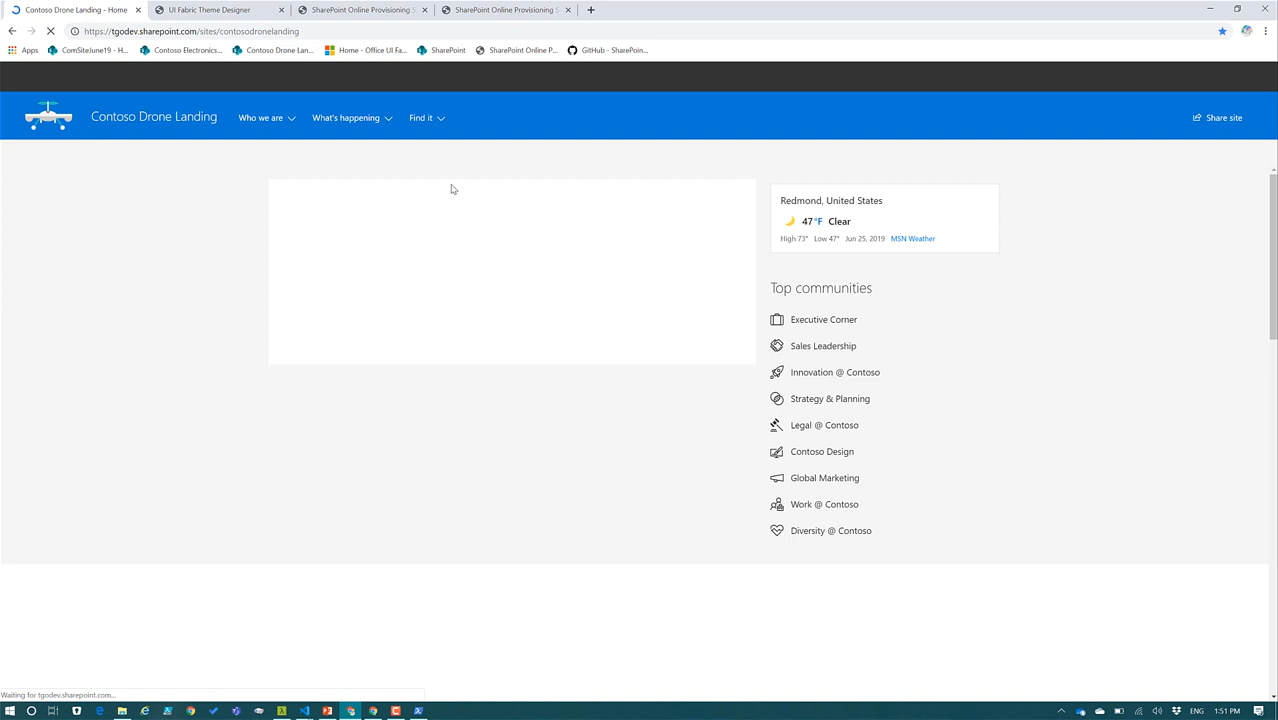 Contoso Drone Landing - Home
UI Fabric Theme Designer
SharePoint Online Provisioning S
SharePoint Online Provisioning S
https://tgodev.sharepoint.com/sites/contosodronelanding
Apps
ComSiteJune19 - H...
Contoso Electronics...
Contoso Drone Lan...
Home - Office UI Fa...
SharePoint
SharePoint Online P...
GitHub - SharePoin...
Contoso Drone Landing
Who we are
What's happening
Find it
Share site
Redmond, United States
47 °F Clear
High 73° Low 47° Jun 25, 2019 MSN Weather
Top communities
Executive Corner
Sales Leadership
Innovation @ Contoso
Strategy & Planning
Legal @ Contoso
Contoso Design
Global Marketing
Work @ Contoso
Diversity @ Contoso
Waiting for tgodev.sharepoint.com...
ENG
1:51 PM